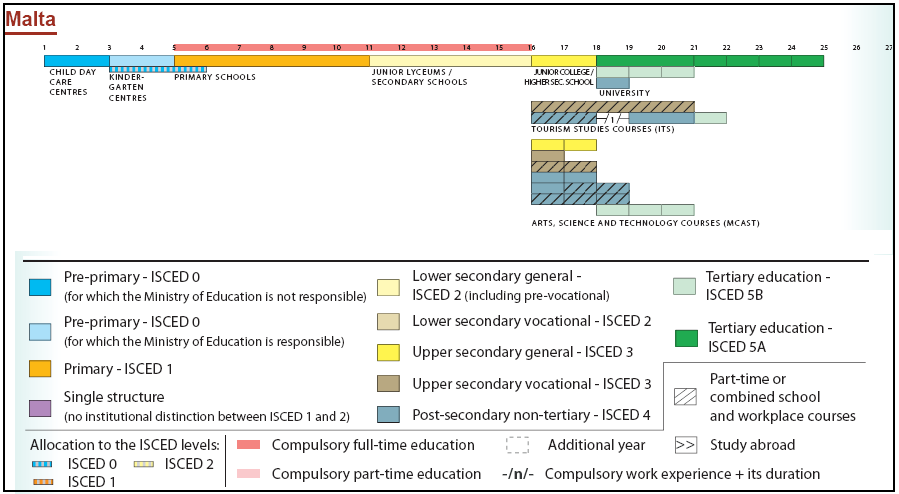 Malta
1 2 3 4 5 6 7 8 9 10 11 12 13 14 15 16 17 18 19 20 21 22 23 24 25 26 27
CHILD DAY
CARE
CENTRES
KINDER-
GARTEN
CENTRES
PRIMARY SCHOOLS
JUNIOR LYCEUMS /
SECONDARY SCHOOLS
JUNIOR COLLEGE /
HIGHER SEC. SCHOOL
UNIVERSITY
-/1/-
TOURISM STUDIES COURSES (ITS)
ARTS, SCIENCE AND TECHNOLOGY COURSES (MCAST)
Pre-primary - ISCED 0
(for which the Ministry of Education is not responsible)
Pre-primary - ISCED 0
(for which the Ministry of Education is responsible)
Primary - ISCED 1
Single structure
(no institutional distinction between ISCED 1 and 2)
Lower secondary general -
ISCED 2 (including pre-vocational)
Lower secondary vocational - ISCED 2
Upper secondary general - ISCED 3
Upper secondary vocational - ISCED 3
Post-secondary non-tertiary - ISCED 4
Tertiary education -
ISCED 5B
Tertiary education -
ISCED 5A
Part-time or
combined school
and workplace courses
Allocation to the ISCED levels:
ISCED 0 ISCED 2
ISCED 1
Compulsory full-time education
Compulsory part-time education
Additional year
-/n/- Compulsory work experience + its duration
>> Study abroad